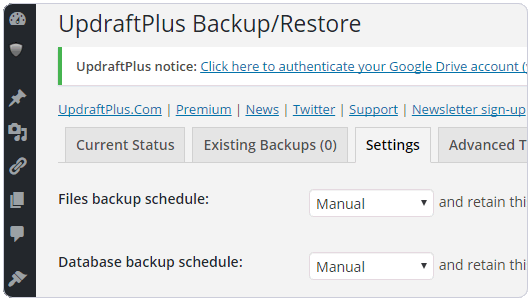 UpdraftPlus Backup/Restore
UpdraftPlus notice: Click here to authenticate your Google Drive account
UpdraftPlus.Com | Premium | News | Twitter | Support | Newsletter sign-up
Current Status Existing Backups (0) Settings Advanced T
Files backup schedule: Manual and retain thi
Database backup schedule: Manual and retain thi